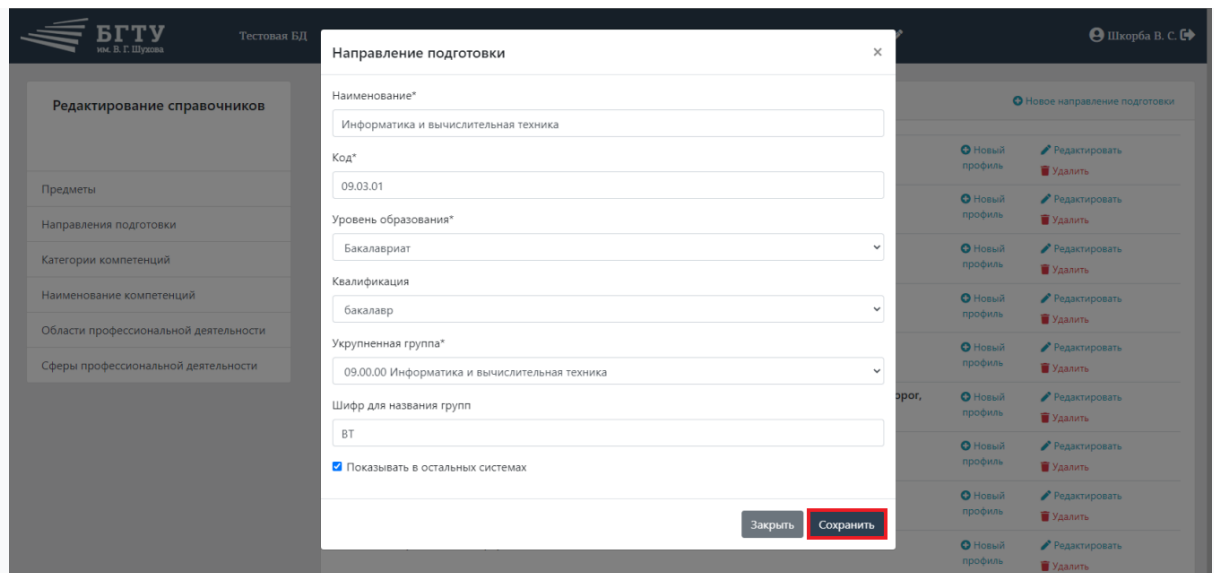 БГТУ
им. В. Г. Шухова
Тестовая БД
Шкорба В. С.
Редактирование справочников
Предметы
Направления подготовки
Категории компетенций
Наименование компетенций
Области профессиональной деятельности
Сферы профессиональной деятельности
Направление подготовки
×
Наименование*
Информатика и вычислительная техника
Код*
09.03.01
Уровень образования*
Бакалавриат
Квалификация
бакалавр
Укрупненная группа*
09.00.00 Информатика и вычислительная техника
Шифр для названия групп
ВТ
Показывать в остальных системах
Закрыть Сохранить
Новое направление подготовки
Новый профиль Редактировать
Удалить
Новый профиль Редактировать
Удалить
Новый профиль Редактировать
Удалить
Новый профиль Редактировать
Удалить
Новый профиль Редактировать
Удалить
Новый профиль Редактировать
Удалить
Новый профиль Редактировать
Удалить
Новый профиль Редактировать
Удалить
Новый профиль Редактировать
Удалить